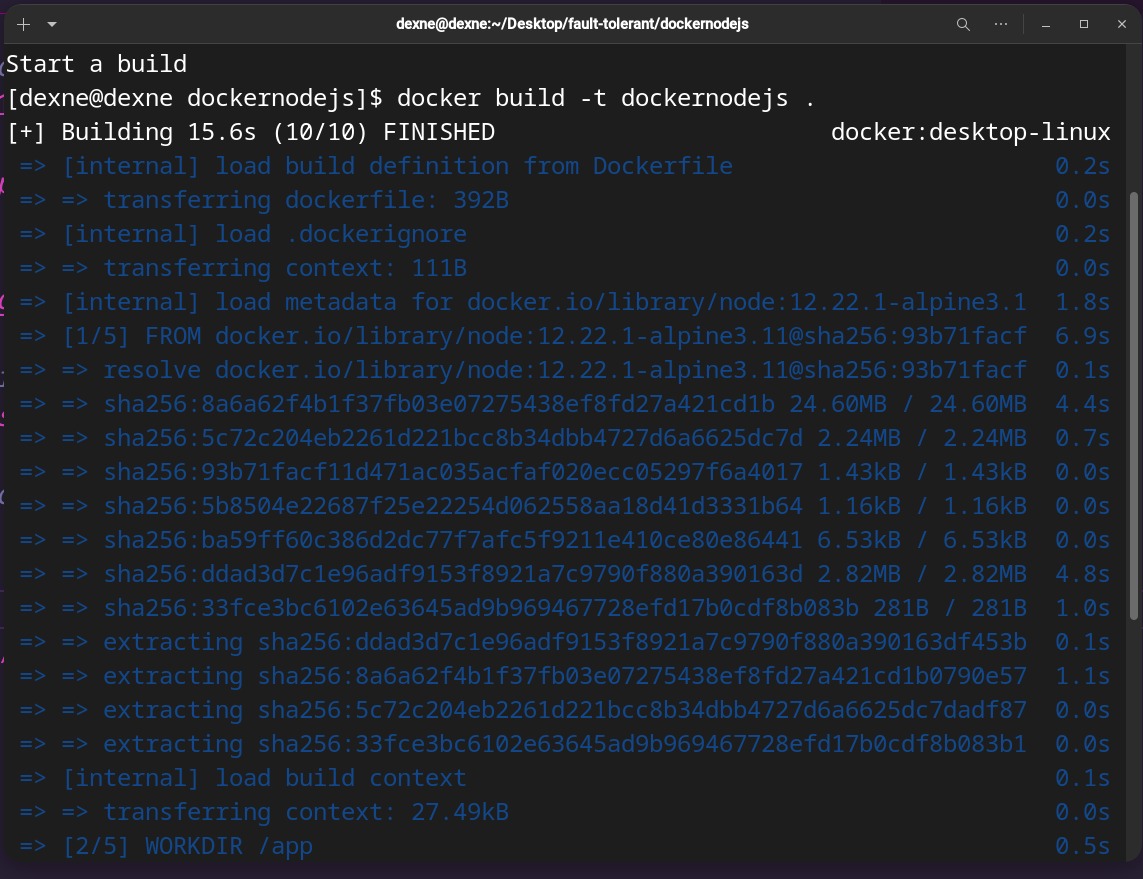 dexne@dexne:~/Desktop/fault-tolerant/dockernodejs
Start a build
[dexne@dexne dockernodejs]$ docker build -t dockernodejs .
[+] Building 15.6s (10/10) FINISHED docker:desktop-linux
=> [internal] load build definition from Dockerfile 0.2s
=> => transferring dockerfile: 392B 0.0s
=> [internal] load .dockerignore 0.2s
=> => transferring context: 111B 0.0s
=> [internal] load metadata for docker.io/library/node:12.22.1-alpine3.1 1.8s
=> [1/5] FROM docker.io/library/node:12.22.1-alpine3.11@sha256:93b71facf 6.9s
=> => resolve docker.io/library/node:12.22.1-alpine3.11@sha256:93b71facf 0.1s
=> => sha256:8a6a62f4b1f37fb03e07275438ef8fd27a421cd1b 24.60MB / 24.60MB 4.4s
=> => sha256:5c72c204eb2261d221bcc8b34dbb4727d6a6625dc7d 2.24MB / 2.24MB 0.7s
=> => sha256:93b71facf11d471ac035acfaf020ecc05297f6a4017 1.43kB / 1.43kB 0.0s
=> => sha256:5b8504e22687f25e22254d062558aa18d41d3331b64 1.16kB / 1.16kB 0.0s
=> => sha256:ba59ff60c386d2dc77f7afc5f9211e410ce80e86441 6.53kB / 6.53kB 0.0s
=> => sha256:ddad3d7c1e96adf9153f8921a7c9790f880a390163d 2.82MB / 2.82MB 4.8s
=> => sha256:33fce3bc6102e63645ad9b969467728efd17b0cdf8b083b 281B / 281B 1.0s
=> => extracting sha256:ddad3d7c1e96adf9153f8921a7c9790f880a390163df453b 0.1s
=> => extracting sha256:8a6a62f4b1f37fb03e07275438ef8fd27a421cd1b0790e57 1.1s
=> => extracting sha256:5c72c204eb2261d221bcc8b34dbb4727d6a6625dc7dadf87 0.0s
=> => extracting sha256:33fce3bc6102e63645ad9b969467728efd17b0cdf8b083b1 0.0s
=> [internal] load build context 0.1s
=> => transferring context: 27.49kB 0.0s
=> [2/5] WORKDIR /app 0.5s